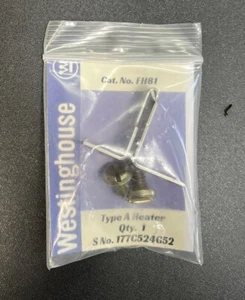 Westinghouse
Cat. No. FH81
Type A Heater
Qty. 1
S No. 177C524G52